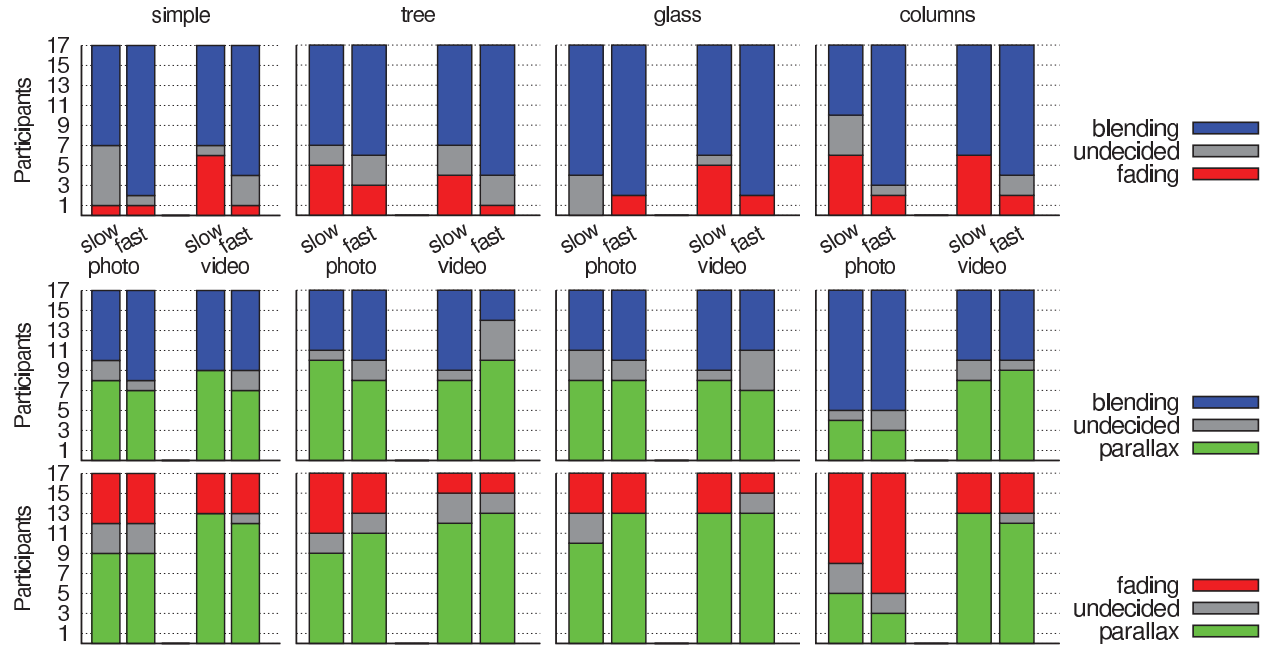 simple tree glass columns
Participants
17
15
13
11
9
7
5
3
1
blending
undecided
fading
slow fast slow fast slow fast slow fast slow fast slow fast slow fast slow fast
photo video photo video photo video photo video
Participants
17
15
13
11
9
7
5
3
1
blending
undecided
parallax
Participants
17
15
13
11
9
7
5
3
1
fading
undecided
parallax